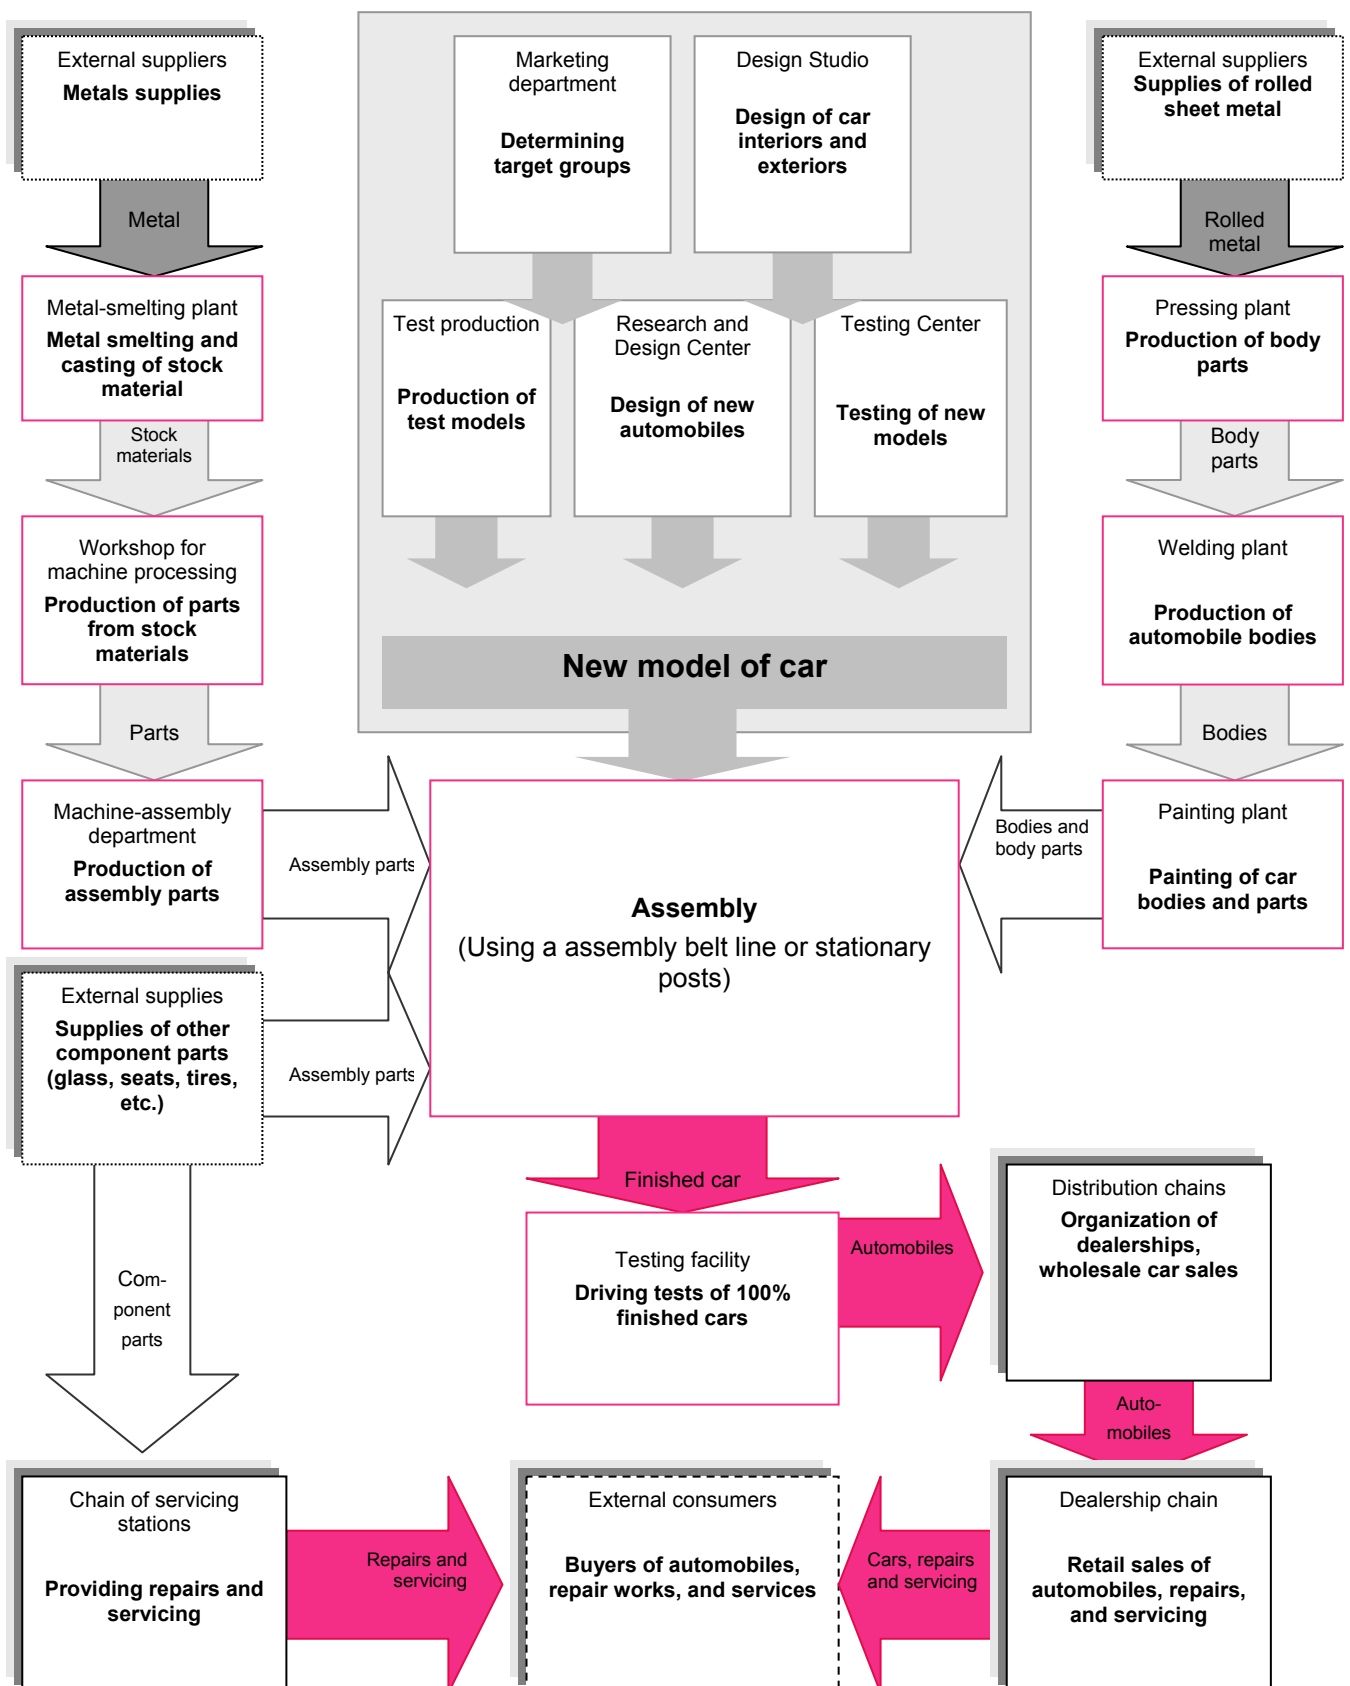 External suppliers
Metals supplies
Metal
Metal-smelting plant
Metal smelting and
casting of stock
material
Stock
materials
Workshop for
machine processing
Production of parts
from stock
materials
Parts
Machine-assembly
department
Production of
assembly parts
Assembly parts
External supplies
Supplies of other
component parts
(glass, seats, tires,
etc.)
Assembly parts
Com-
ponent
parts
Chain of servicing
stations
Providing repairs and
servicing
Repairs and
servicing
Marketing
department
Determining
target groups
Design Studio
Design of car
interiors and
exteriors
Test production
Production of
test models
Research and
Design Center
Design of new
automobiles
Testing Center
Testing of new
models
New model of car
Assembly
(Using a assembly belt line or stationary
posts)
Finished car
Testing facility
Driving tests of 100%
finished cars
Automobiles
External consumers
Buyers of automobiles,
repair works, and services
External suppliers
Supplies of rolled
sheet metal
Rolled
metal
Pressing plant
Production of body
parts
Body
parts
Welding plant
Production of
automobile bodies
Bodies
Painting plant
Painting of car
bodies and parts
Bodies and
body parts
Distribution chains
Organization of
dealerships,
wholesale car sales
Auto-
mobiles
Dealership chain
Retail sales of
automobiles, repairs,
and servicing
Cars, repairs
and servicing